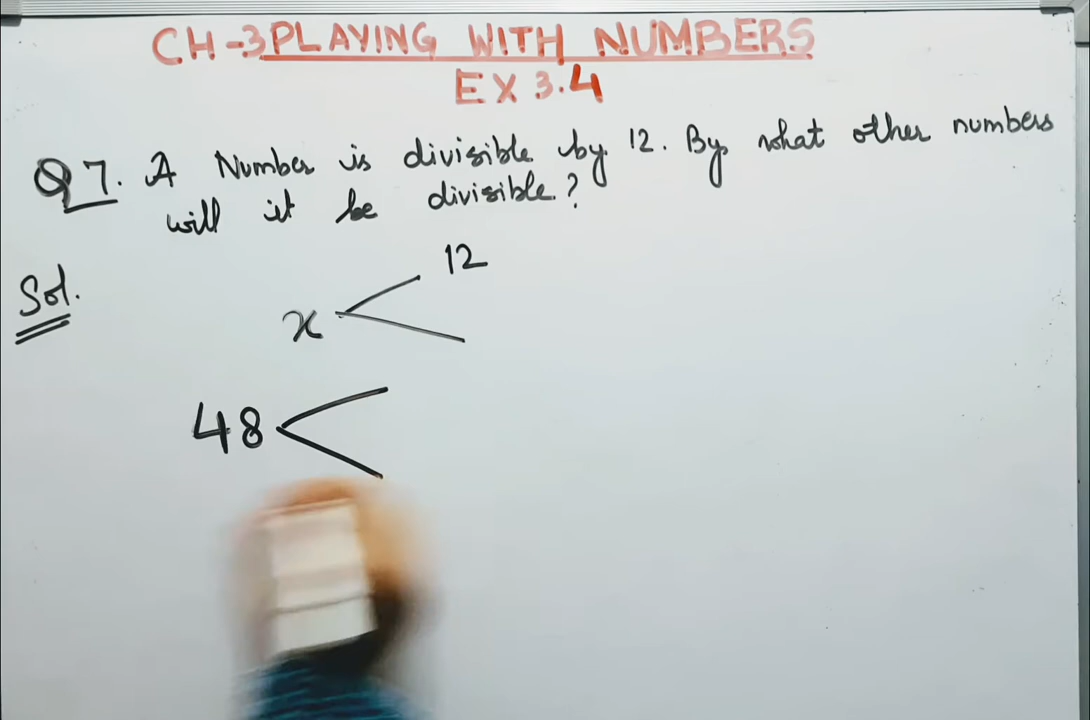 CH-3 PLAYING WITH NUMBERS
EX 3.4
Q7. A Number is divisible by 12. By what other numbers
will it be divisible?
Sol.
12
x
48